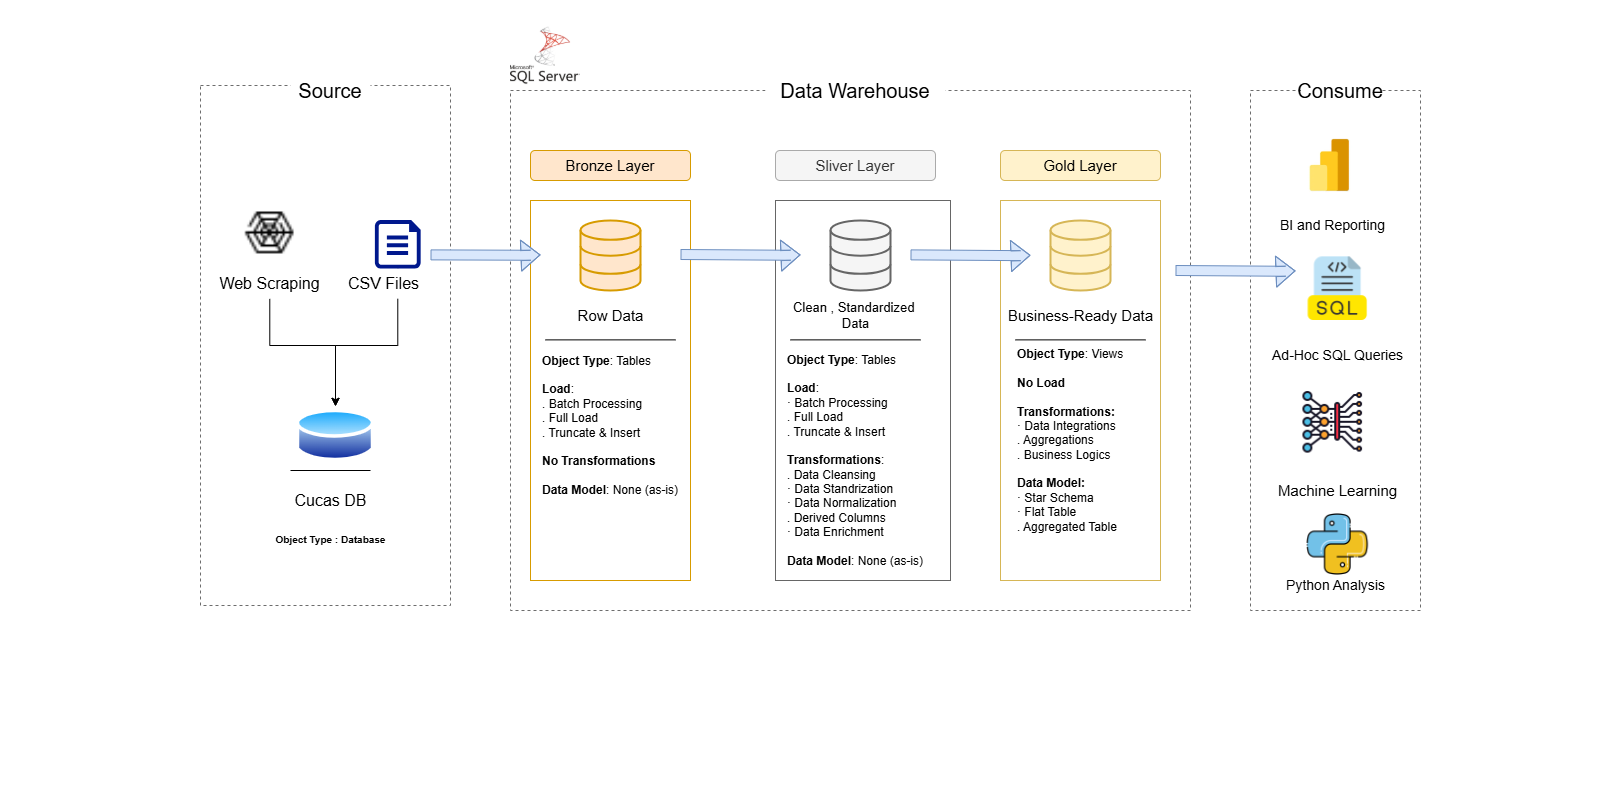 Microsoft
SQL Server
Source
Data Warehouse
Consume
Web Scraping
CSV Files
Cucas DB
Object Type : Database
Bronze Layer
Row Data
Object Type: Tables
Load:
. Batch Processing
. Full Load
. Truncate & Insert
No Transformations
Data Model: None (as-is)
Sliver Layer
Clean , Standardized
Data
Object Type: Tables
Load:
· Batch Processing
. Full Load
. Truncate & Insert
Transformations:
. Data Cleansing
· Data Standrization
· Data Normalization
. Derived Columns
· Data Enrichment
Data Model: None (as-is)
Gold Layer
Business-Ready Data
Object Type: Views
No Load
Transformations:
· Data Integrations
. Aggregations
. Business Logics
Data Model:
· Star Schema
· Flat Table
. Aggregated Table
BI and Reporting
</>
SQL
Ad-Hoc SQL Queries
Machine Learning
Python Analysis